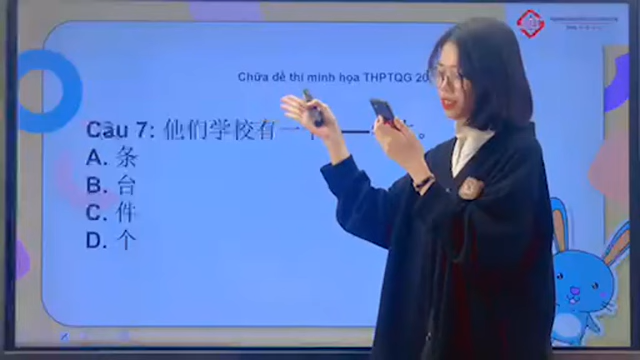 Chữa đề thi minh họa THPTQG 20
Câu 7: 他们学校有一个——
A. 条
B. 台
C. 件
D. 个